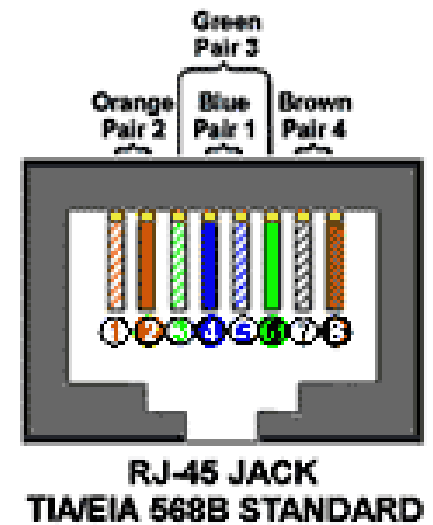 Green
Pair 3
Orange Blue Brown
Pair 2 Pair 1 Pair 4
1 2 3 4 5 6 7 8
RJ-45 JACK
TIA/EIA 568B STANDARD